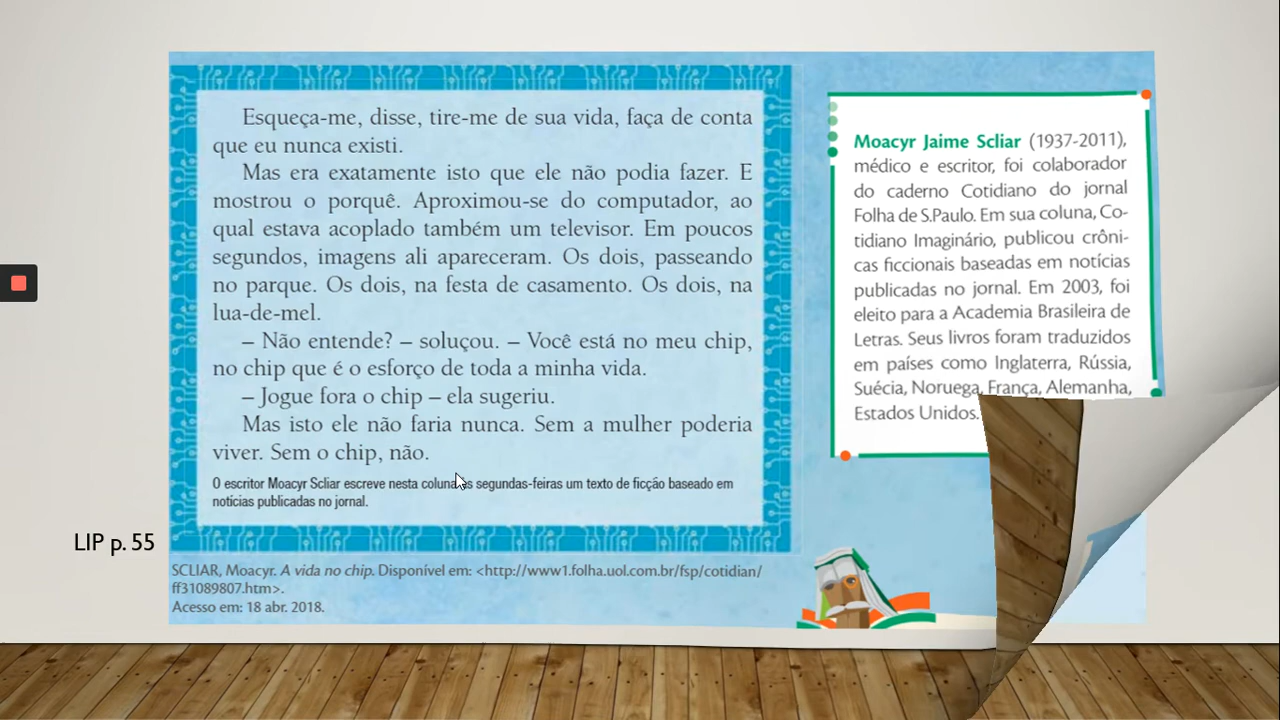 Esqueça-me, disse, tire-me de sua vida, faça de conta
que eu nunca existi.
Mas era exatamente isto que ele não podia fazer. E
mostrou o porquê. Aproximou-se do computador, ao
qual estava acoplado também um televisor. Em poucos
segundos, imagens ali apareceram. Os dois, passeando
no parque. Os dois, na festa de casamento. Os dois, na
lua-de-mel.
– Não entende? – soluçou. – Você está no meu chip,
no chip que é o esforço de toda a minha vida.
– Jogue fora o chip – ela sugeriu.
Mas isto ele não faria nunca. Sem a mulher poderia
viver. Sem o chip, não.
O escritor Moacyr Scliar escreve nesta coluna às segundas-feiras um texto de ficção baseado em
notícias publicadas no jornal.
SCLIAR, Moacyr. A vida no chip. Disponível em: <http://www1.folha.uol.com.br/fsp/cotidian/
ff31089807.htm>.
Acesso em: 18 abr. 2018.
LIP p. 55
Moacyr Jaime Scliar (1937-2011),
médico e escritor, foi colaborador
do caderno Cotidiano do jornal
Folha de S.Paulo. Em sua coluna, Co-
tidiano Imaginário, publicou crôni-
cas ficcionais baseadas em notícias
publicadas no jornal. Em 2003, foi
eleito para a Academia Brasileira de
Letras. Seus livros foram traduzidos
em países como Inglaterra, Rússia,
Suécia, Noruega, França, Alemanha,
Estados Unidos.